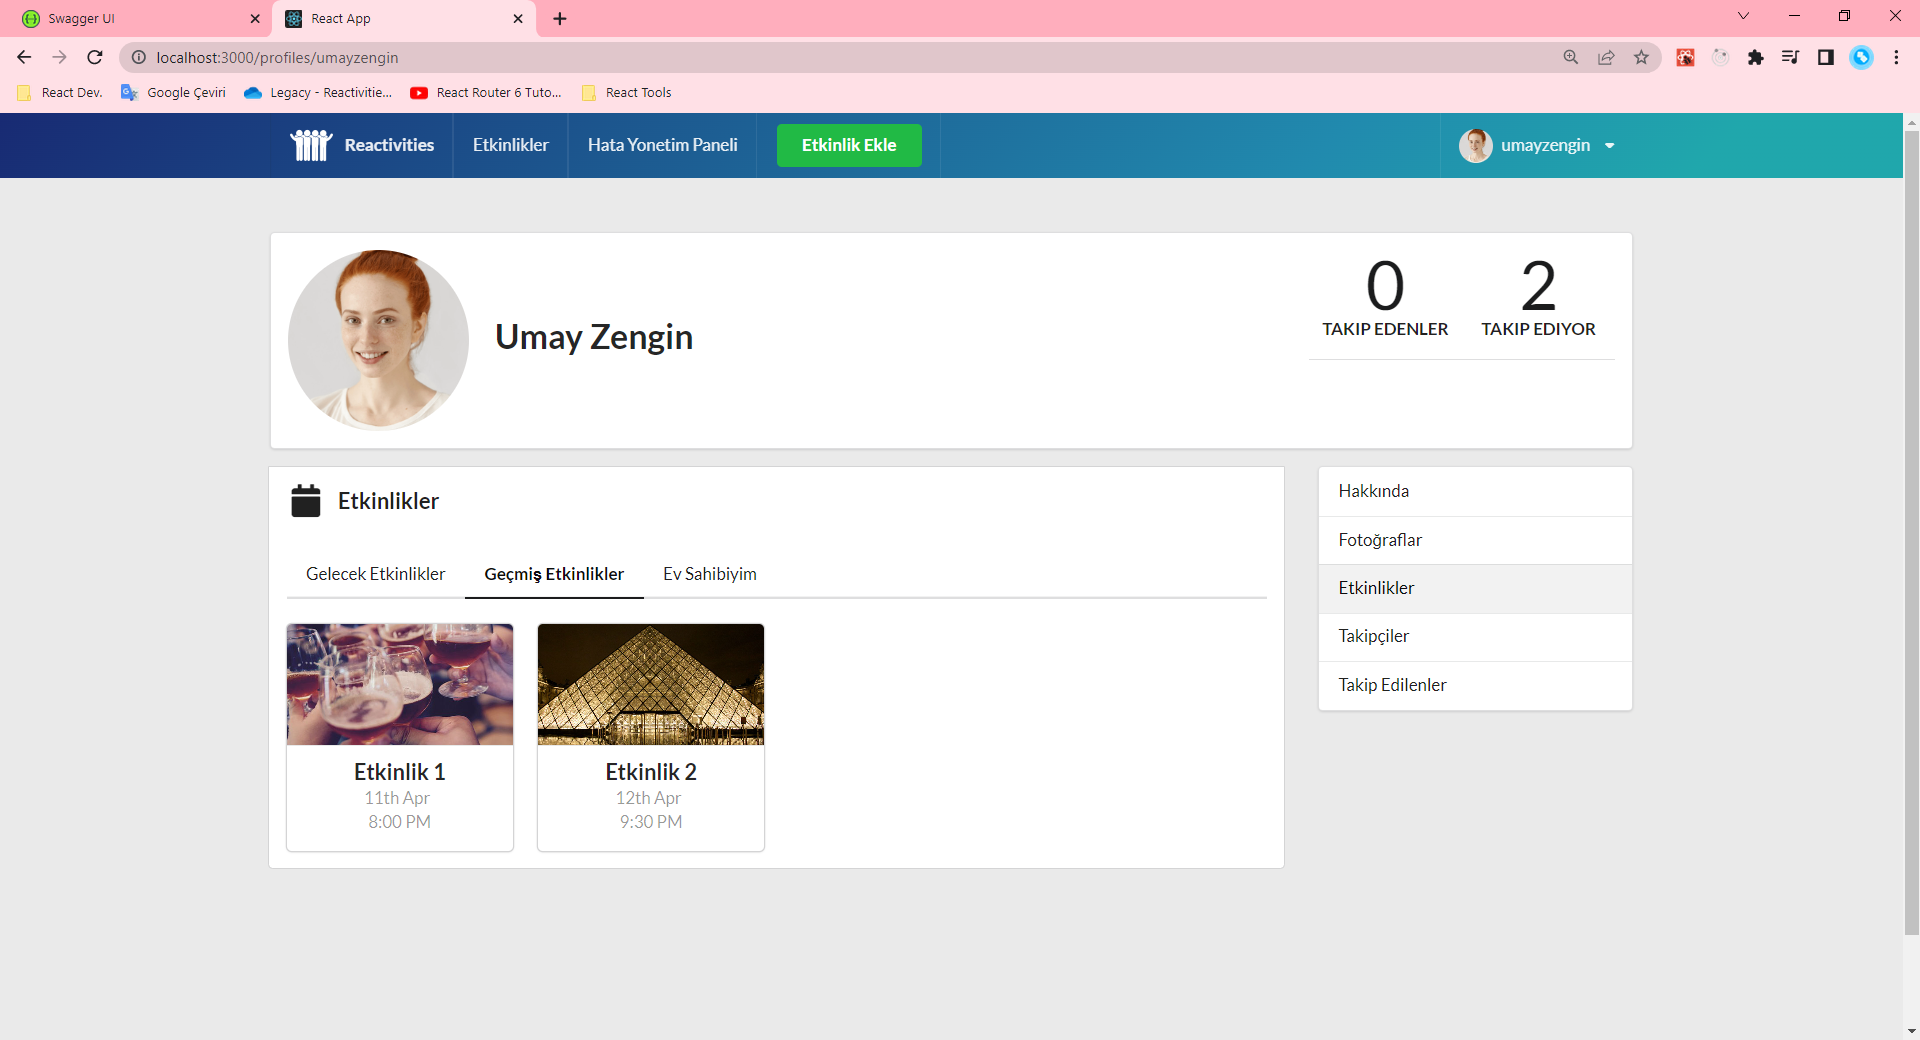 Swagger UI
React App
localhost:3000/profiles/umayzengin
React Dev.
Google Çeviri
Legacy - Reactivitie...
React Router 6 Tuto...
React Tools
Reactivities
Etkinlikler
Hata Yonetim Paneli
Etkinlik Ekle
umayzengin
Umay Zengin
0
TAKIP EDENLER
2
TAKIP EDIYOR
Etkinlikler
Gelecek Etkinlikler
Geçmiş Etkinlikler
Ev Sahibiyim
Etkinlik 1
11th Apr
8:00 PM
Etkinlik 2
12th Apr
9:30 PM
Hakkında
Fotoğraflar
Etkinlikler
Takipçiler
Takip Edilenler